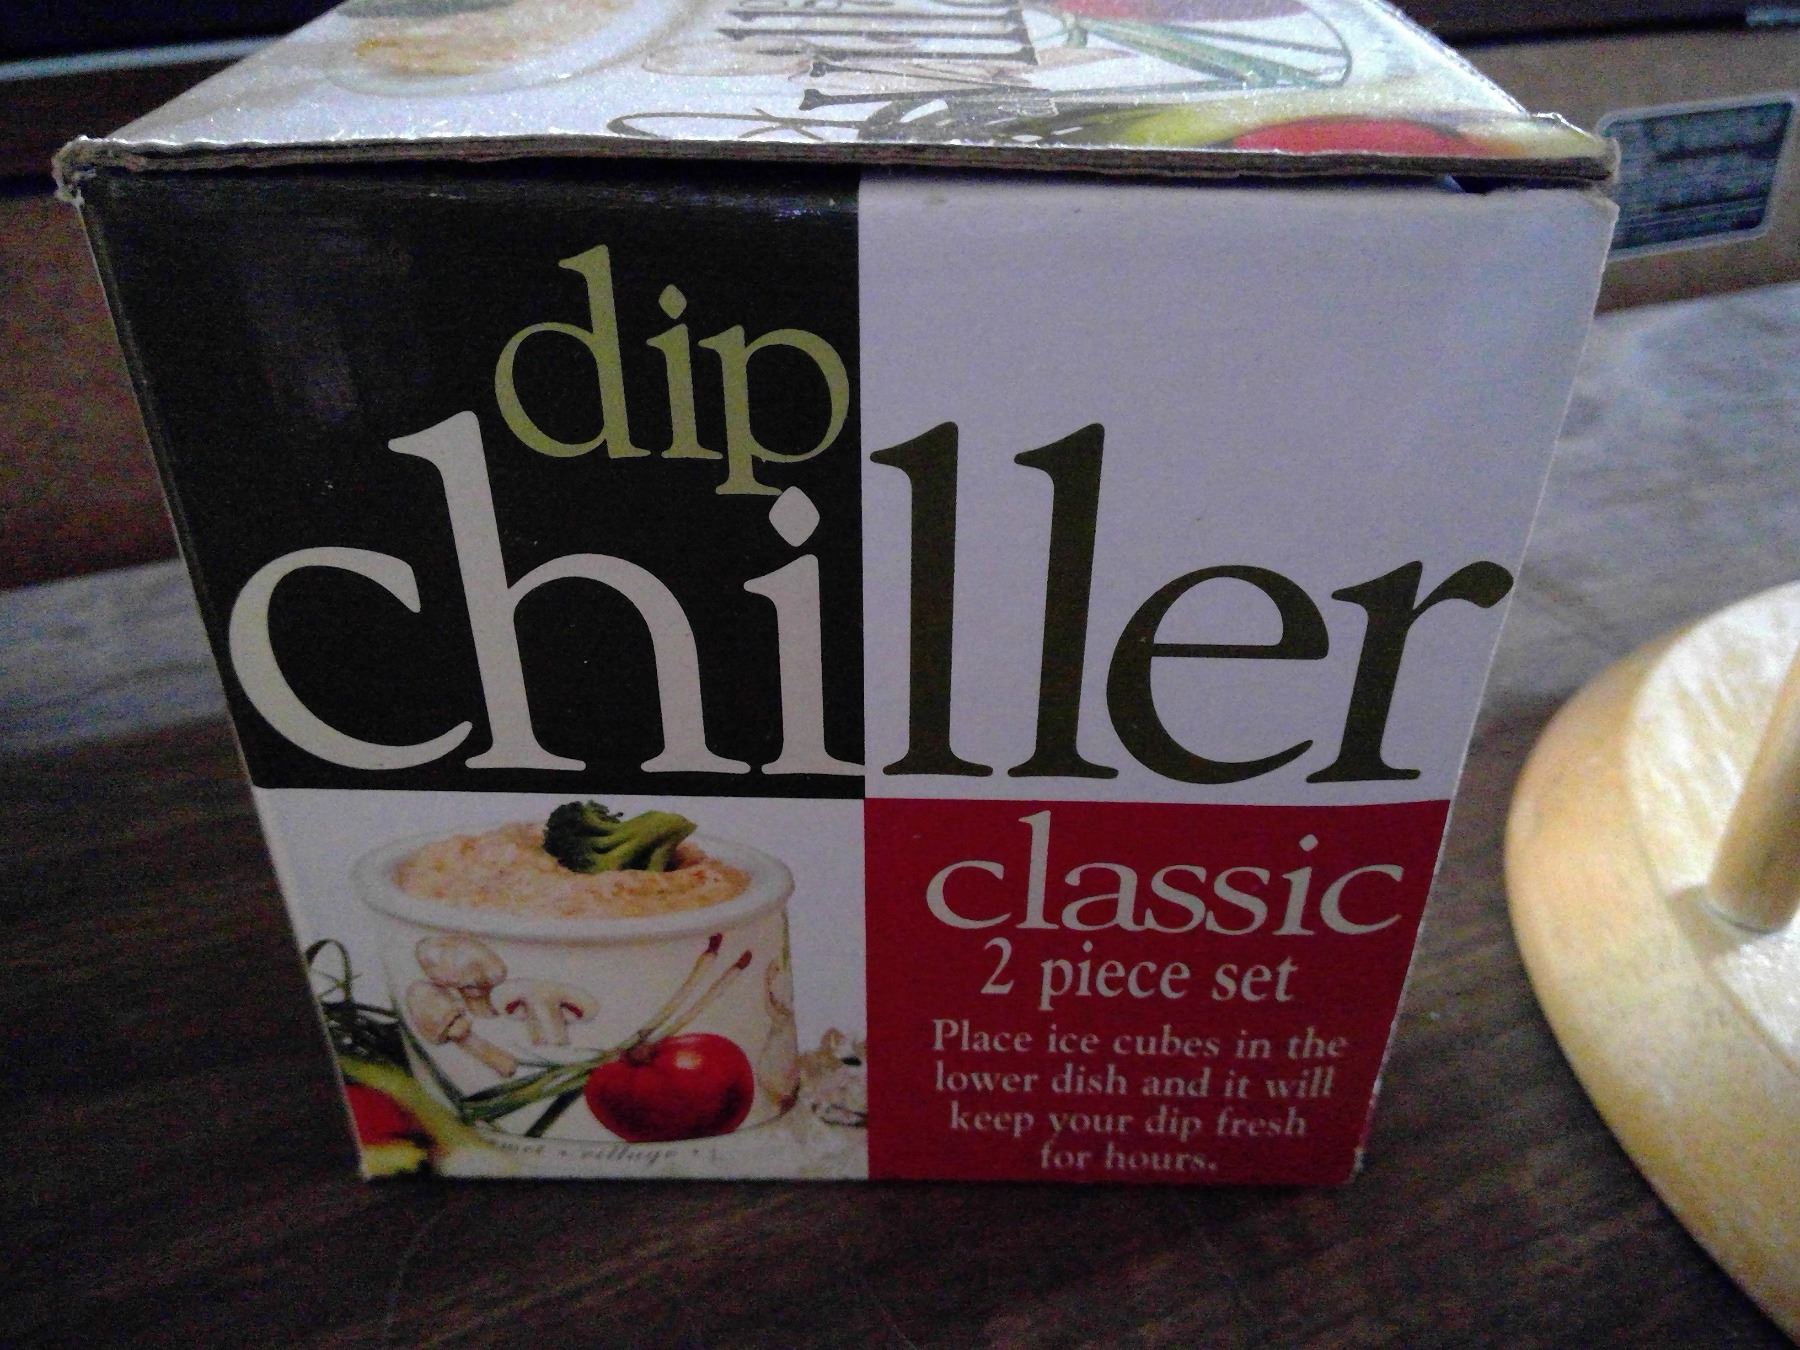 dip
chiller
classic
2 piece set
Place ice cubes in the
lower dish and it will
keep your dip fresh
for hours.
village